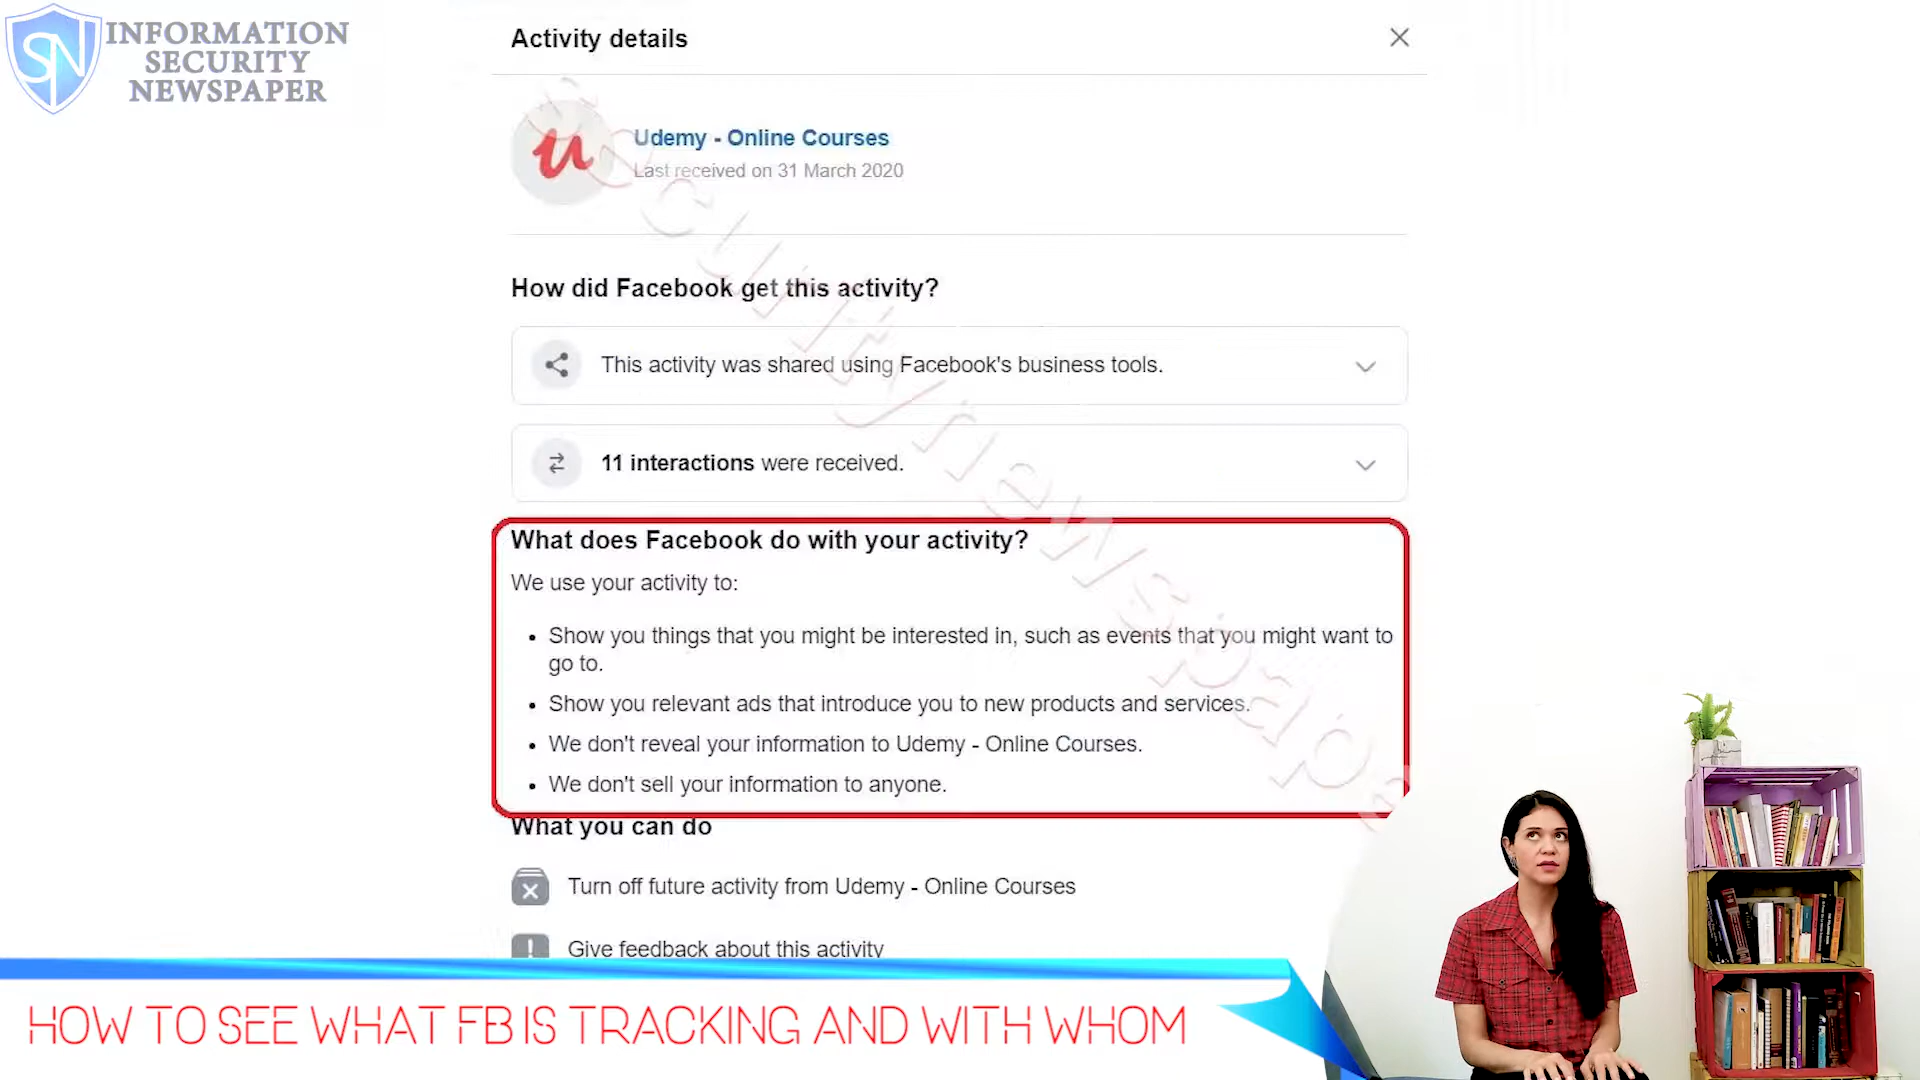 INFORMATION
SECURITY
NEWSPAPER
SN
Activity details
Udemy - Online Courses
Last received on 31 March 2020
How did Facebook get this activity?
This activity was shared using Facebook's business tools.
11 interactions were received.
What does Facebook do with your activity?
We use your activity to:
• Show you things that you might be interested in, such as events that you might want to
go to.
• Show you relevant ads that introduce you to new products and services.
• We don't reveal your information to Udemy - Online Courses.
• We don't sell your information to anyone.
What you can do
Turn off future activity from Udemy - Online Courses
Give feedback about this activity
securitynewspape
HOW TO SEE WHAT FB IS TRACKING AND WITH WHOM